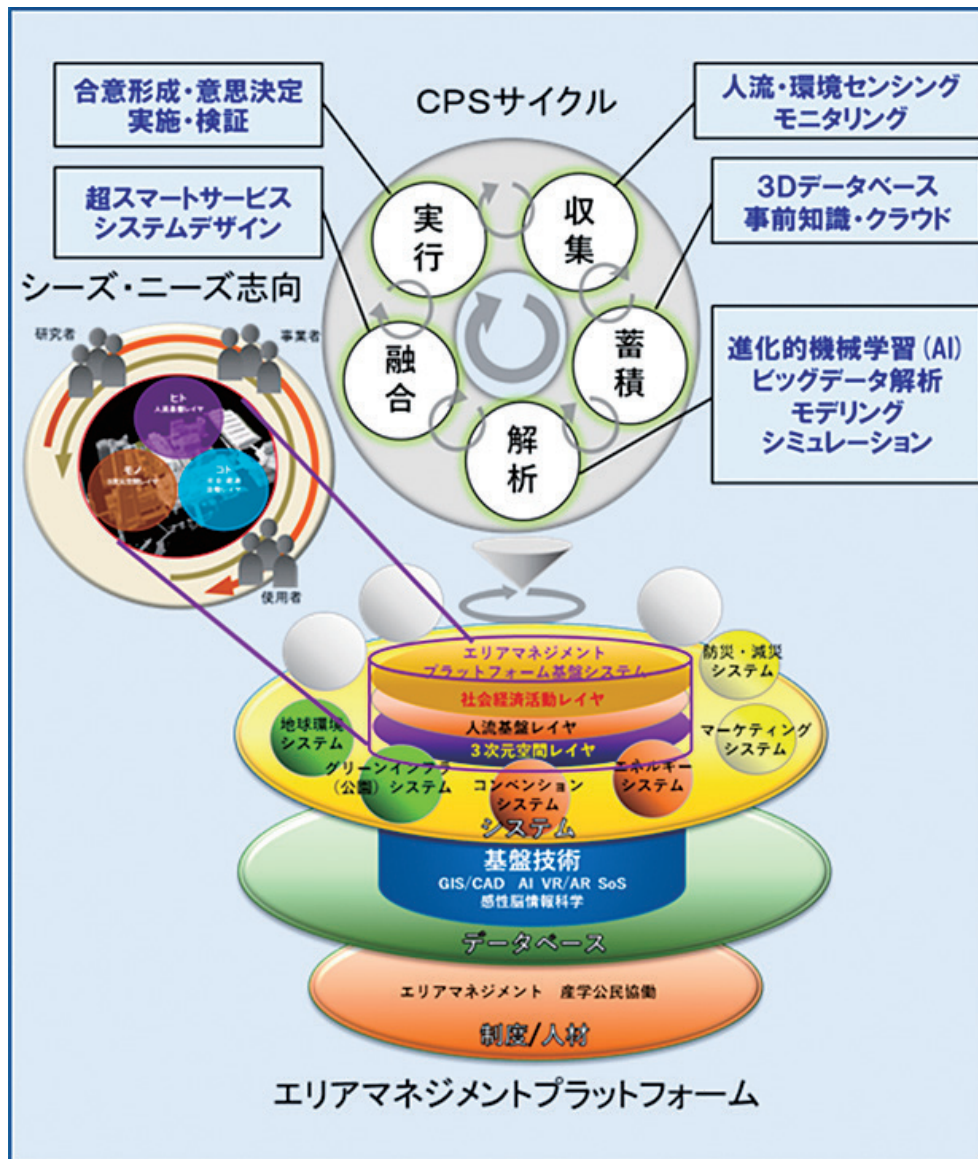 合意形成・意思決定
実施・検証
CPSサイクル
人流・環境センシング
モニタリング
超スマートサービス
システムデザイン
3Dデータベース
事前知識・クラウド
実行
収集
シーズ・ニーズ志向
研究者
事業者
融合
蓄積
解析
進化的機械学習(AI)
ビッグデータ解析
モデリング
シミュレーション
ヒト
人流基盤レイヤ
モノ
3次元空間レイヤ
コト
使用者
エリアマネジメント
プラットフォーム基盤システム
社会経済活動レイヤ
人流基盤レイヤ
3次元空間レイヤ
防災・減災
システム
地球環境
システム
マーケティング
システム
グリーンインフラ
(公園)システム
コンベンション
システム
エネルギー
システム
システム
基盤技術
GIS/CAD AI VR/AR SoS
感性脳情報科学
データベース
エリアマネジメント 産学公民協働
制度/人材
エリアマネジメントプラットフォーム